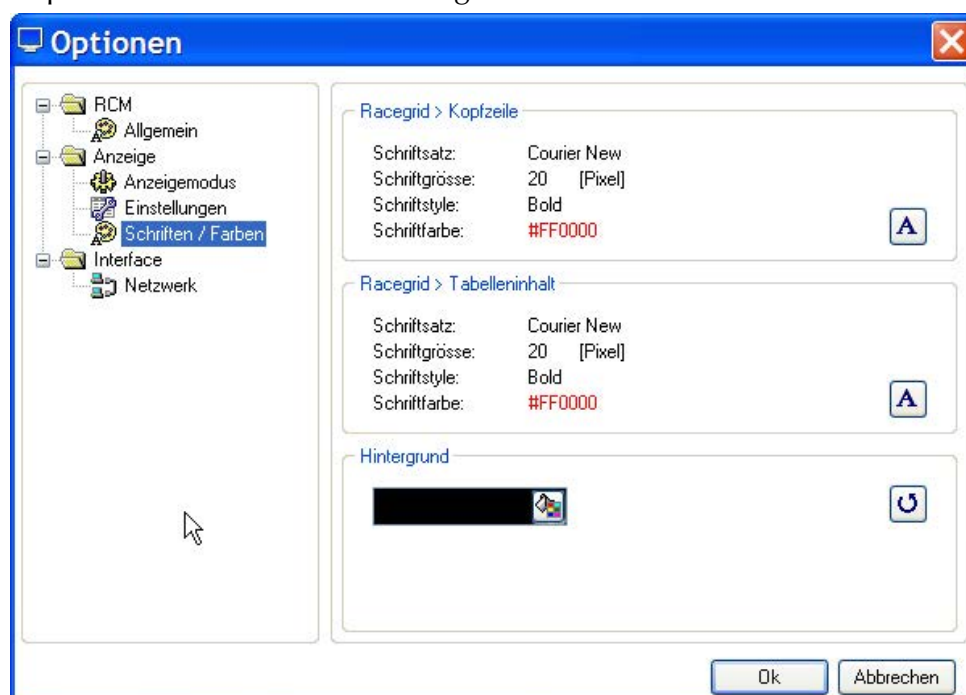 Optionen
RCM
Allgemein
Anzeige
Anzeigemodus
Einstellungen
Schriften / Farben
Interface
Netzwerk
Racegrid > Kopfzeile
Schriftsatz: Courier New
Schriftgrösse: 20 [Pixel]
Schriftstyle: Bold
Schriftfarbe: #FF0000
A
Racegrid > Tabelleninhalt
Schriftsatz: Courier New
Schriftgrösse: 20 [Pixel]
Schriftstyle: Bold
Schriftfarbe: #FF0000
A
Hintergrund
Ok Abbrechen